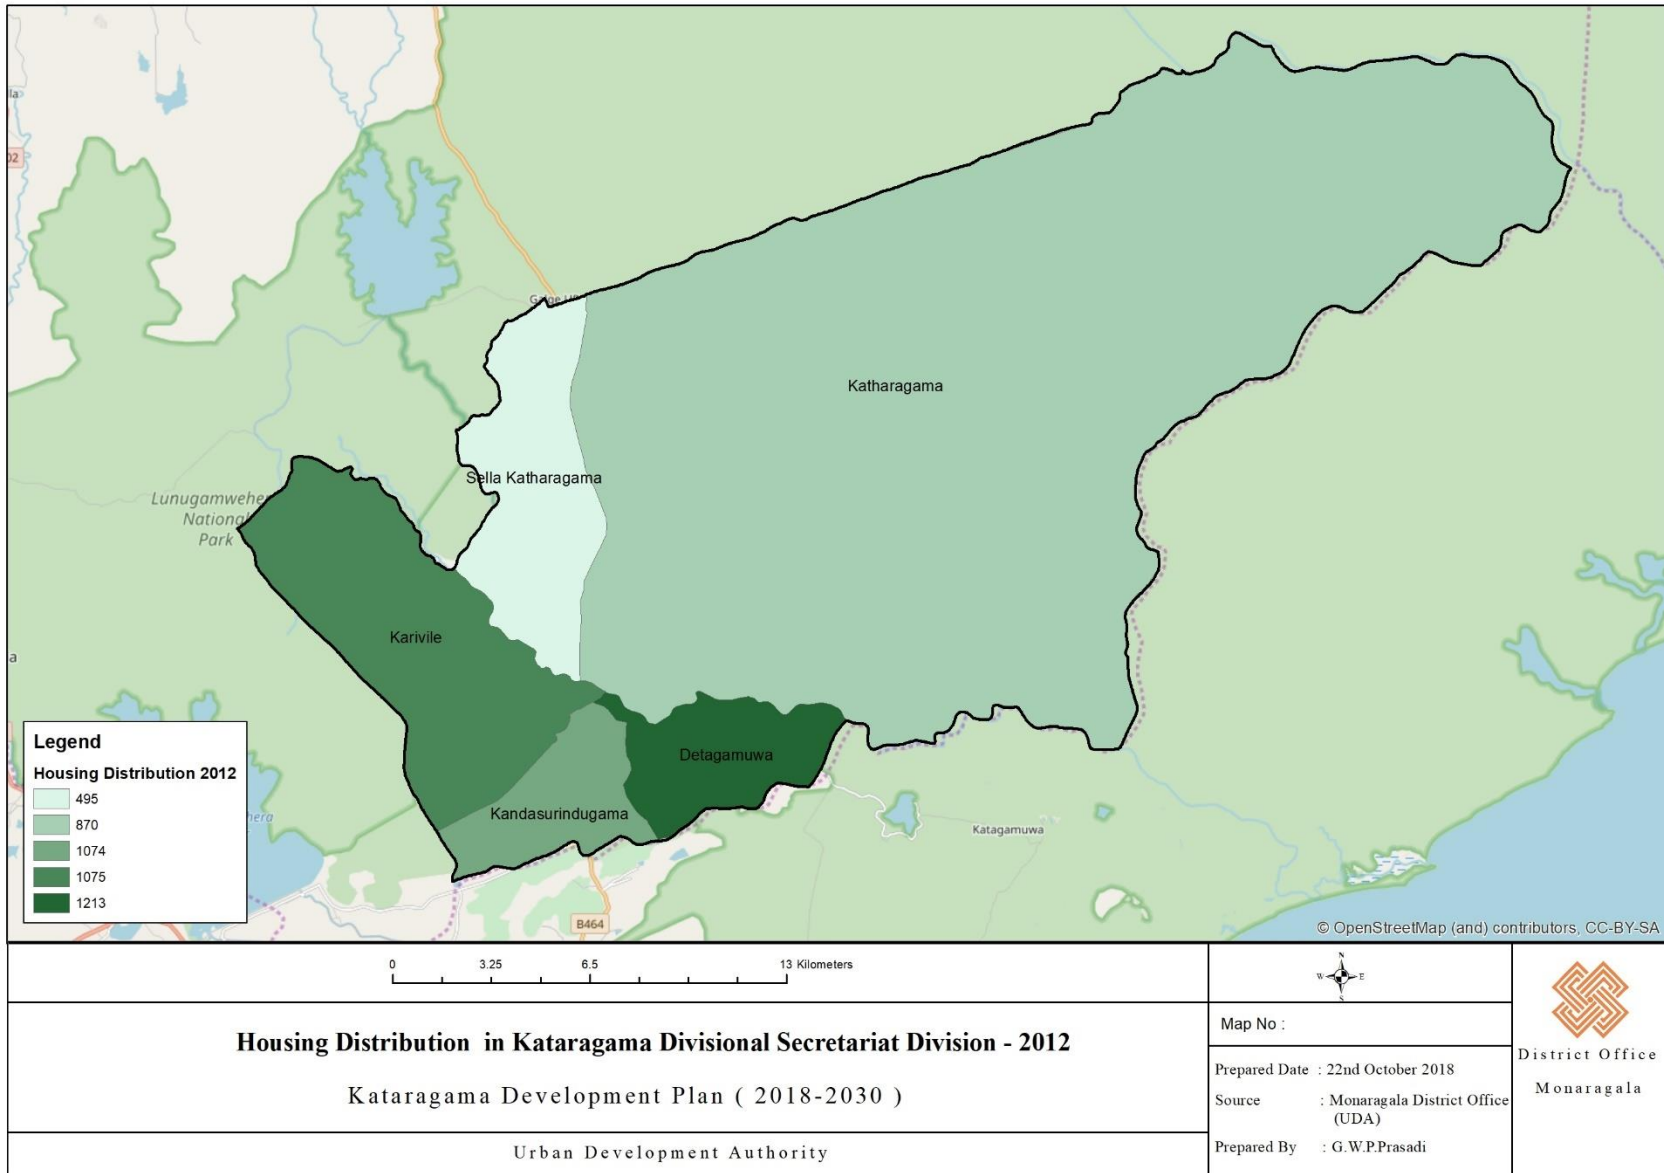 02
Galge HP
Katharagama
Sella Katharagama
Lunugamwehe
National
Park
Karivile
a
Detagamuwa
Kandasurindugama
Katagamuwa
B464
Legend
Housing Distribution 2012
495
870
1074
1075
1213
© OpenStreetMap (and) contributors, CC-BY-SA
0 3.25 6.5 13 Kilometers
N
W E
S
Housing Distribution in Kataragama Divisional Secretariat Division - 2012
Kataragama Development Plan ( 2018-2030 )
Urban Development Authority
Map No :
Prepared Date : 22nd October 2018
Source : Monaragala District Office
(UDA)
Prepared By : G.W.P.Prasadi
District Office
Monaragala